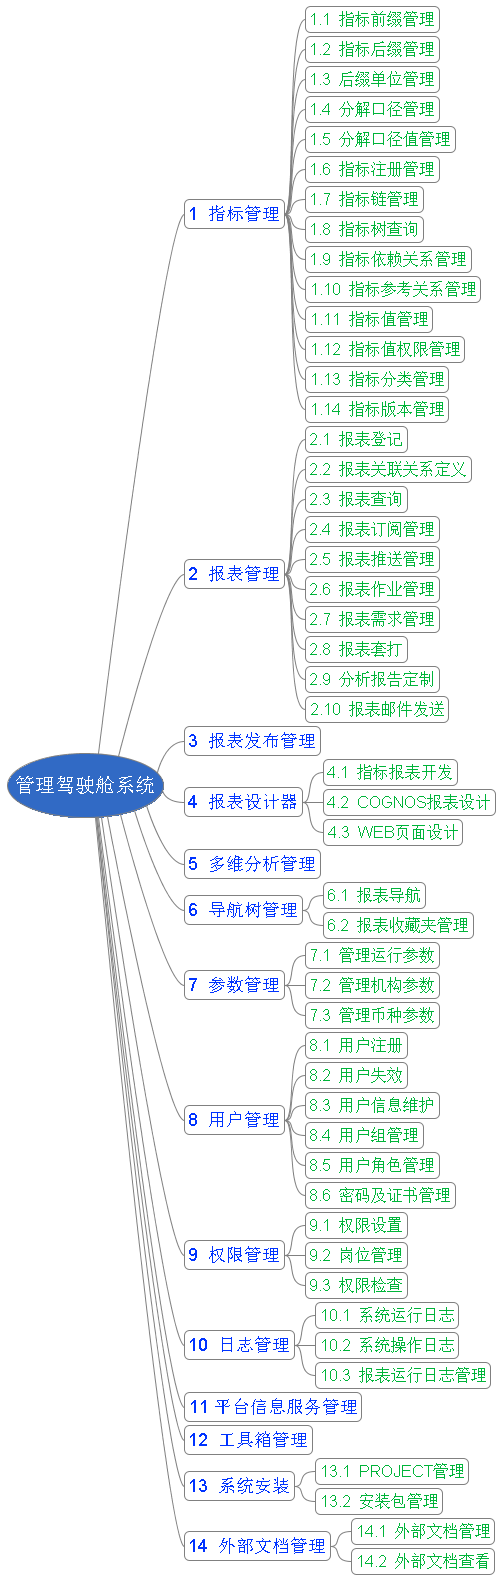 管理驾驶舱系统
1 指标管理
1.1 指标前缀管理
1.2 指标后缀管理
1.3 后缀单位管理
1.4 分解口径管理
1.5 分解口径值管理
1.6 指标注册管理
1.7 指标链管理
1.8 指标树查询
1.9 指标依赖关系管理
1.10 指标参考关系管理
1.11 指标值管理
1.12 指标值权限管理
1.13 指标分类管理
1.14 指标版本管理
2 报表管理
2.1 报表登记
2.2 报表关联关系定义
2.3 报表查询
2.4 报表订阅管理
2.5 报表推送管理
2.6 报表作业管理
2.7 报表需求管理
2.8 报表套打
2.9 分析报告定制
2.10 报表邮件发送
3 报表发布管理
4 报表设计器
4.1 指标报表开发
4.2 COGNOS报表设计
4.3 WEB页面设计
5 多维分析管理
6 导航树管理
6.1 报表导航
6.2 报表收藏夹管理
7 参数管理
7.1 管理运行参数
7.2 管理机构参数
7.3 管理币种参数
8 用户管理
8.1 用户注册
8.2 用户失效
8.3 用户信息维护
8.4 用户组管理
8.5 用户角色管理
8.6 密码及证书管理
9 权限管理
9.1 权限设置
9.2 岗位管理
9.3 权限检查
10 日志管理
10.1 系统运行日志
10.2 系统操作日志
10.3 报表运行日志管理
11 平台信息服务管理
12 工具箱管理
13 系统安装
13.1 PROJECT管理
13.2 安装包管理
14 外部文档管理
14.1 外部文档管理
14.2 外部文档查看